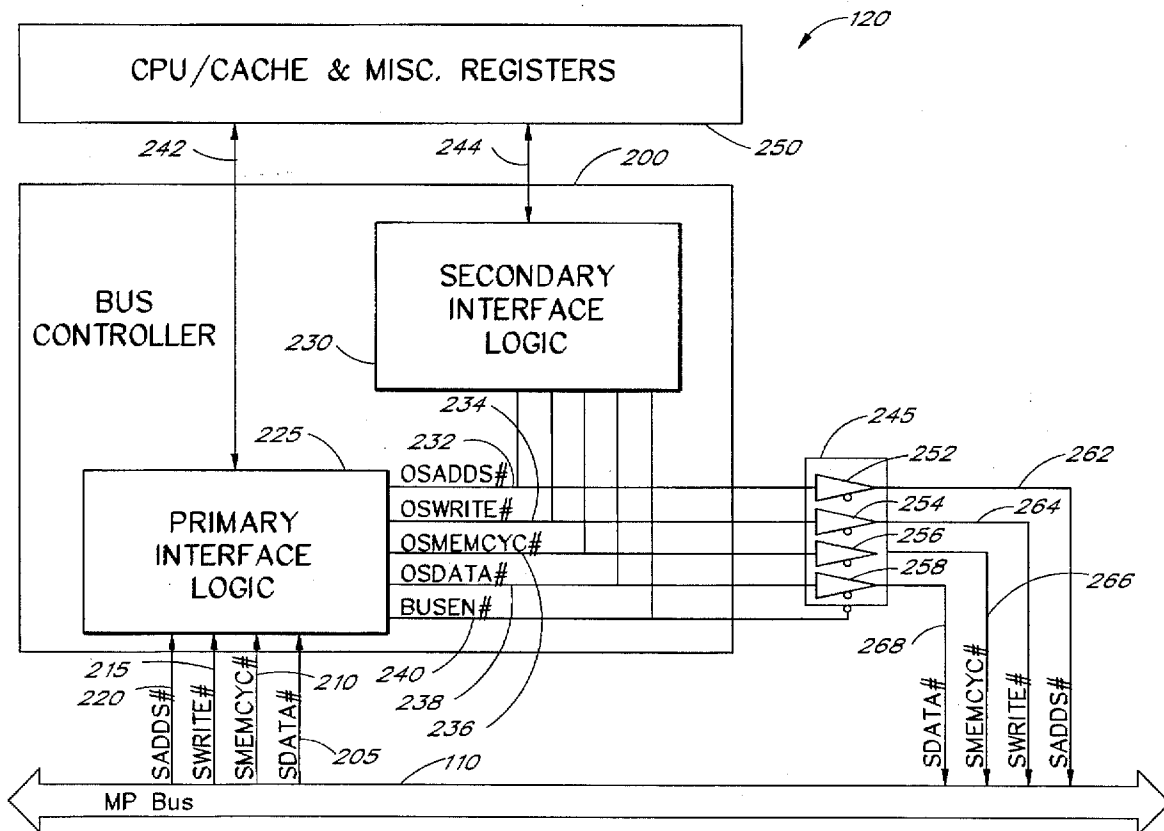 120
CPU/CACHE & MISC. REGISTERS
242
244
250
200
BUS
CONTROLLER
SECONDARY
INTERFACE
LOGIC
230
234
245
225
232
252
262
OSADDS#
OSWRITE#
254
264
PRIMARY
INTERFACE
LOGIC
OSMEMCYC#
256
OSDATA#
258
266
BUSEN#
268
215
220
210
240
238
236
205
SADDS#
SWRITE#
SMEMCYC#
SDATA#
110
SDATA#
SMEMCYC#
SWRITE#
SADDS#
MP Bus